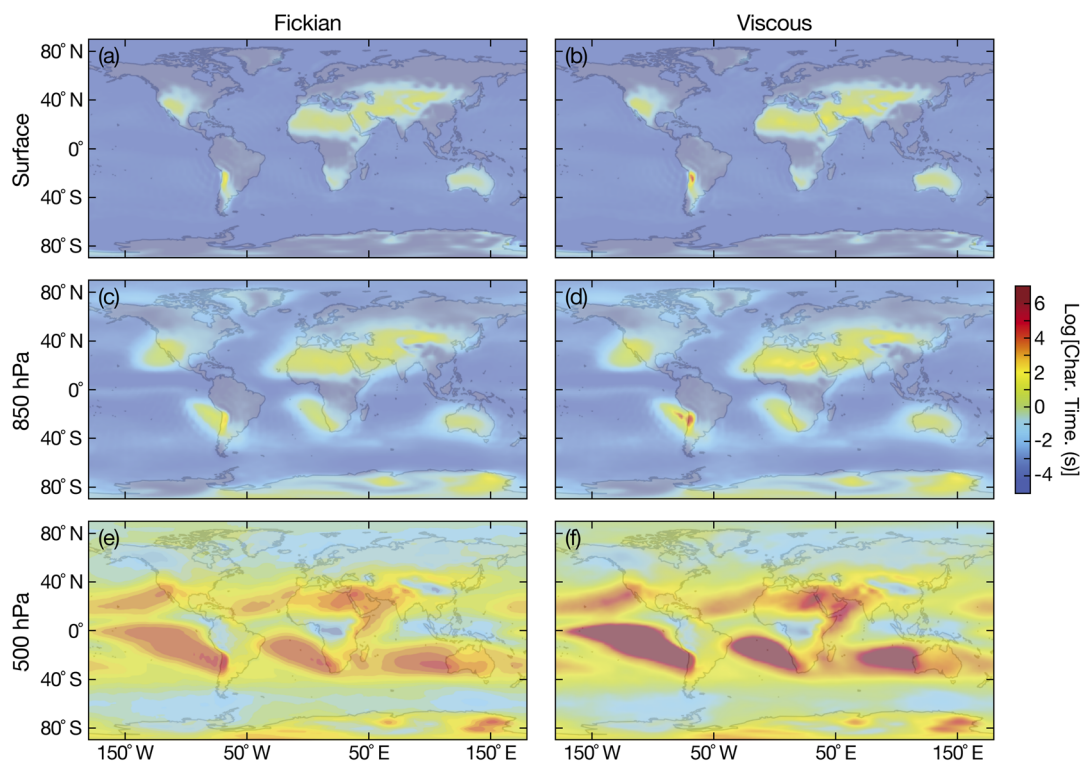 Fickian Viscous
80° N (a) (b)
40° N
0°
40° S
80° S
Surface
80° N (c) (d)
40° N
0°
40° S
80° S
850 hPa
6
4
2
0
-2
-4
Log[Char. Time. (s)]
80° N (e) (f)
40° N
0°
40° S
80° S
500 hPa
150° W 50° W 50° E 150° E 150° W 50° W 50° E 150° E